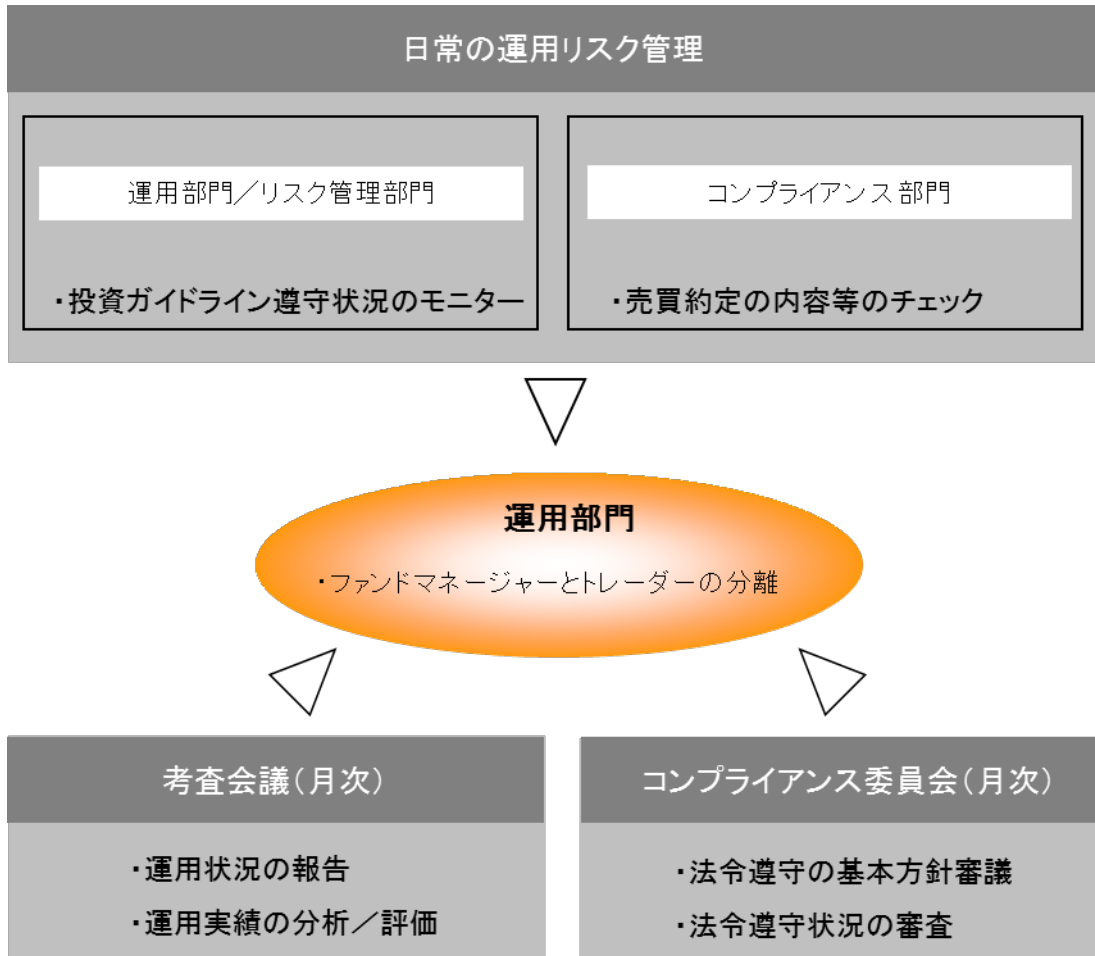 日常の運用リスク管理
運用部門／リスク管理部門
・投資ガイドライン遵守状況のモニター
コンプライアンス部門
・売買約定の内容等のチェック
運用部門
・ファンドマネージャーとトレーダーの分離
考査会議（月次）
・運用状況の報告
・運用実績の分析／評価
コンプライアンス委員会（月次）
・法令遵守の基本方針審議
・法令遵守状況の審査